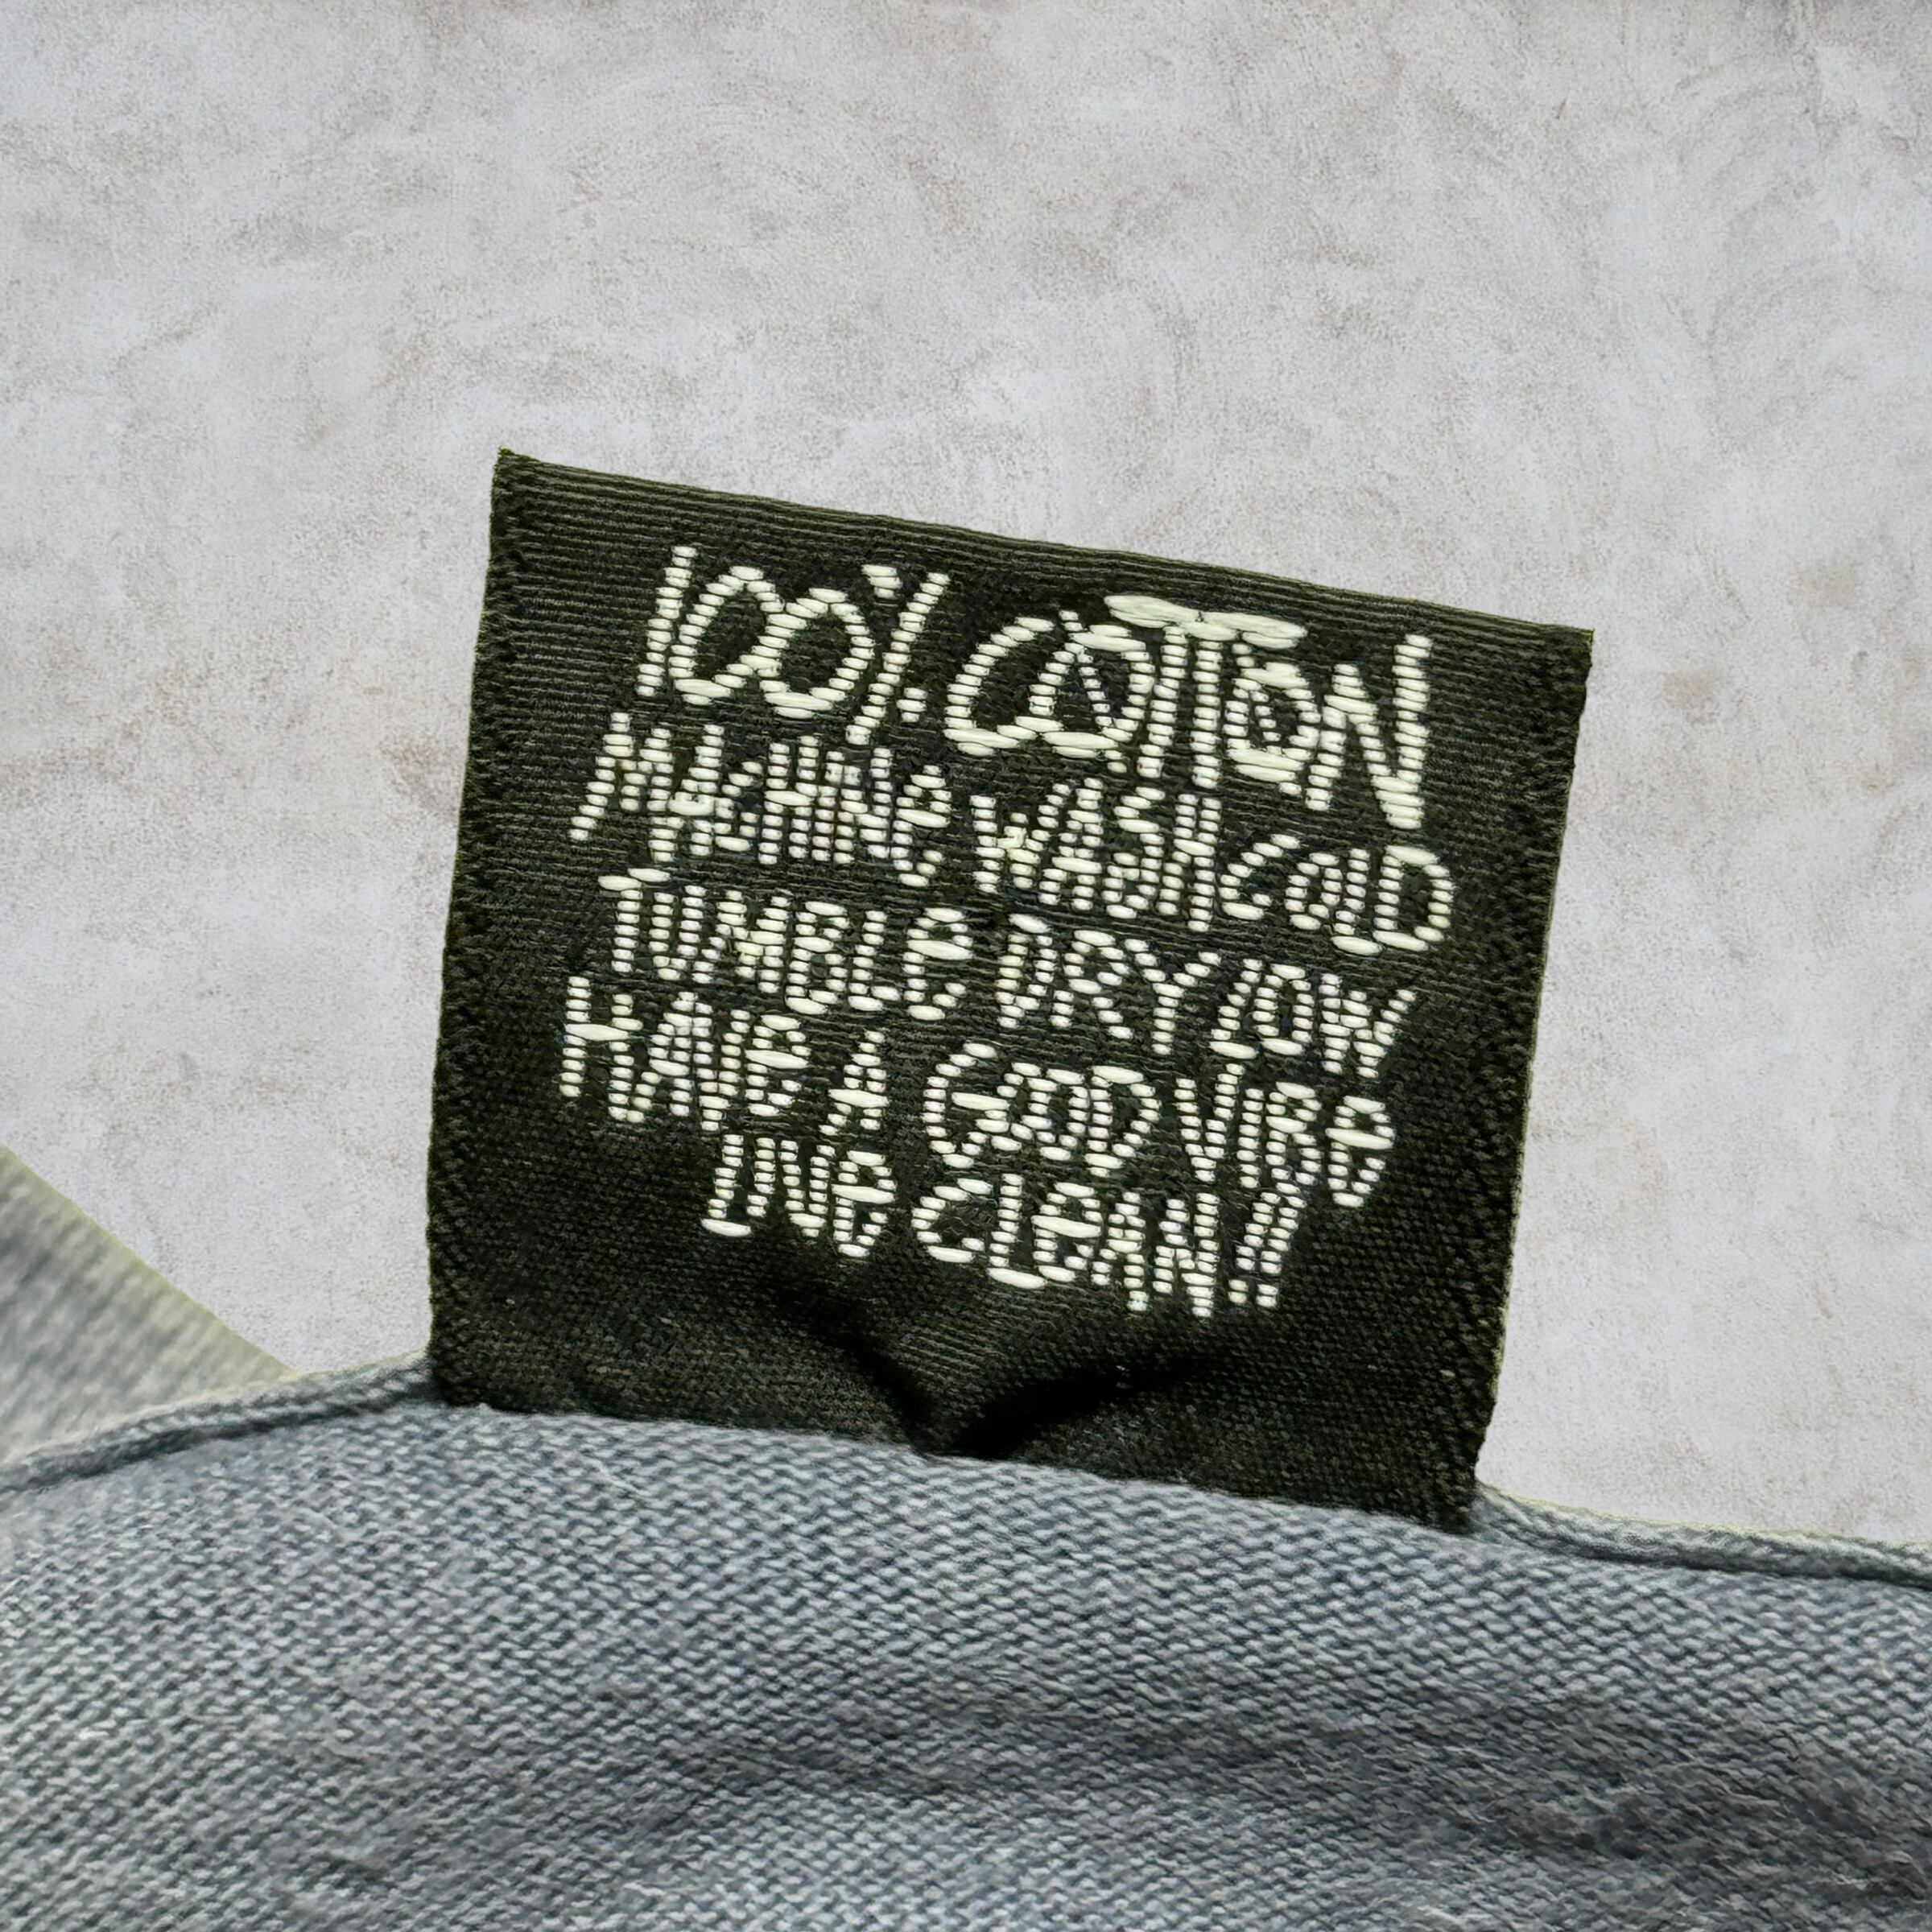 100% COTTON
MACHINE WASH COLD
TUMBLE DRY LOW
HAVE A GOOD VIBE
LIVE CLEAN!!